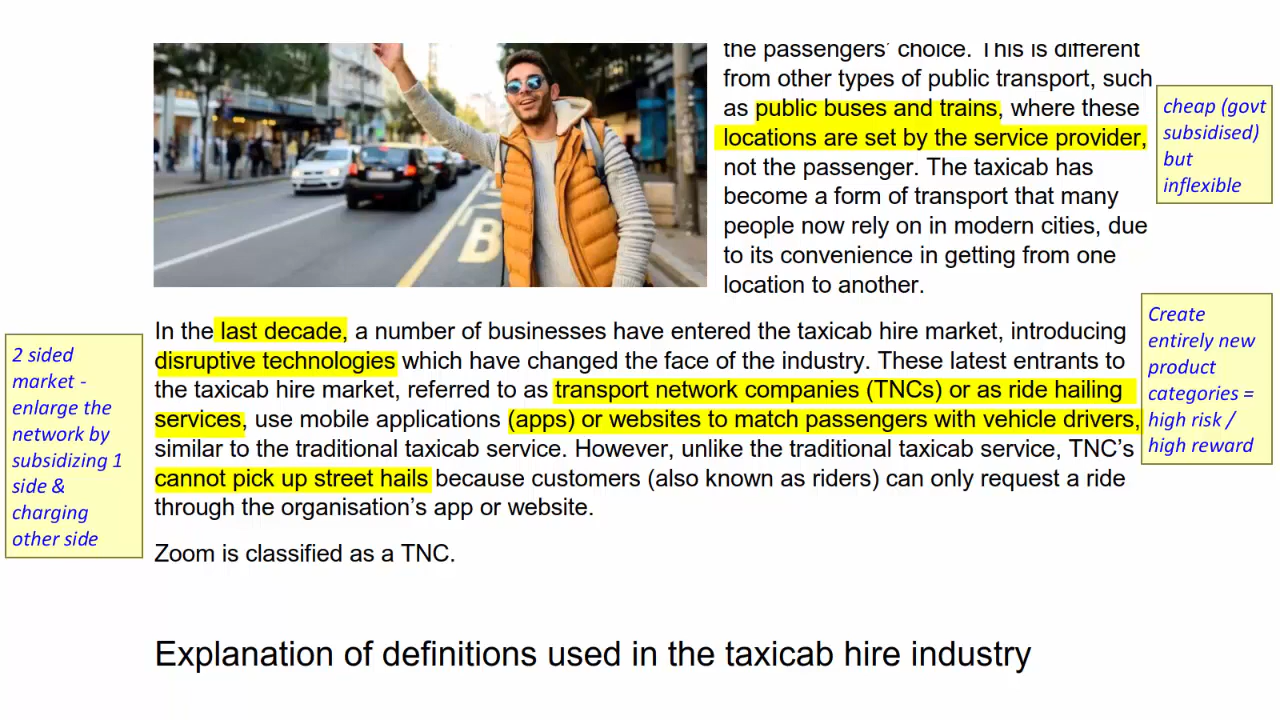 the passengers' choice. This is different
from other types of public transport, such
as public buses and trains, where these
locations are set by the service provider,
not the passenger. The taxicab has
become a form of transport that many
people now rely on in modern cities, due
to its convenience in getting from one
location to another.
cheap (govt
subsidised)
but
inflexible
In the last decade, a number of businesses have entered the taxicab hire market, introducing
disruptive technologies which have changed the face of the industry. These latest entrants to
the taxicab hire market, referred to as transport network companies (TNCs) or as ride hailing
services, use mobile applications (apps) or websites to match passengers with vehicle drivers,
similar to the traditional taxicab service. However, unlike the traditional taxicab service, TNC's
cannot pick up street hails because customers (also known as riders) can only request a ride
through the organisation's app or website.
Create
entirely new
product
categories =
high risk /
high reward
2 sided
market -
enlarge the
network by
subsidizing 1
side &
charging
other side
Zoom is classified as a TNC.
Explanation of definitions used in the taxicab hire industry